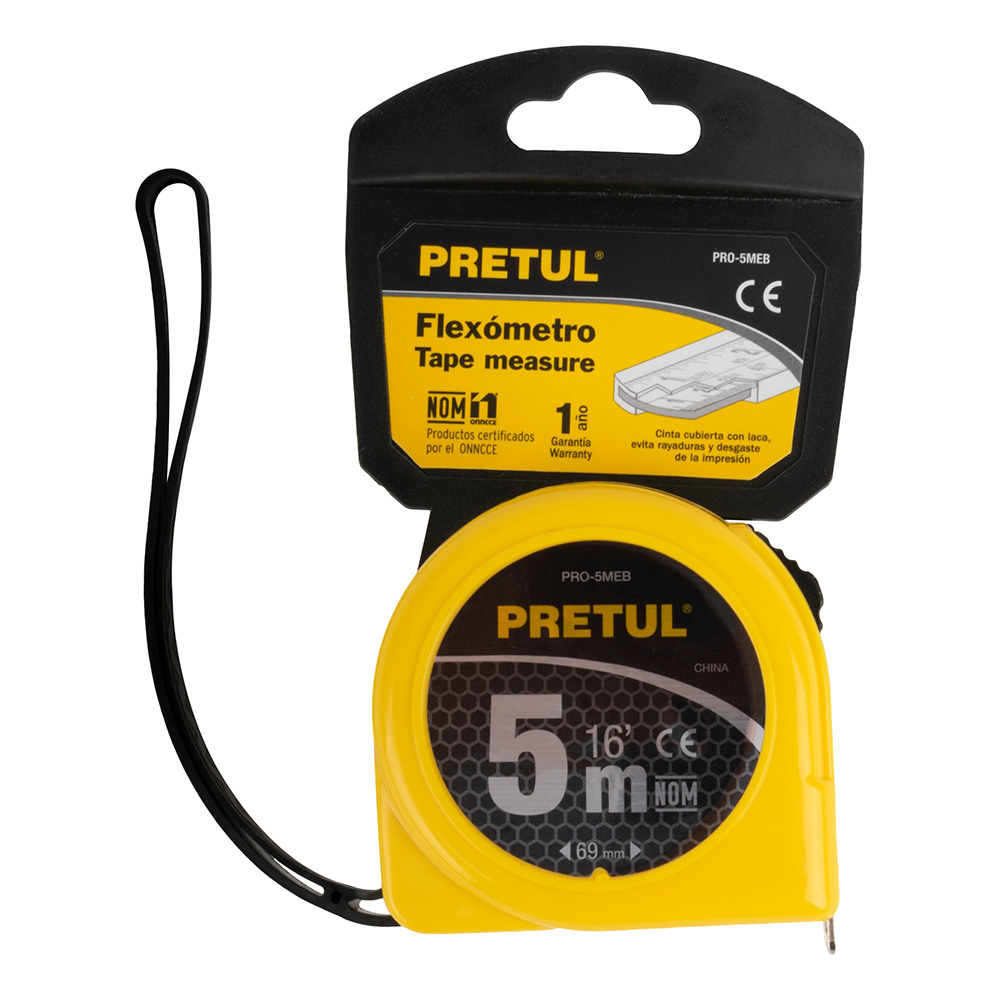 PRETUL®
PRO-5MEB
CE
Flexómetro
Tape measure
NOM
onncce
Productos certificados
por el ONNCCE
1 año
Garantía
Warranty
Cinta cubierta con laca,
evita rayaduras y desgaste
de la impresión
PRO-5MEB
PRETUL®
CHINA
5 m
16'
CE
NOM
69 mm